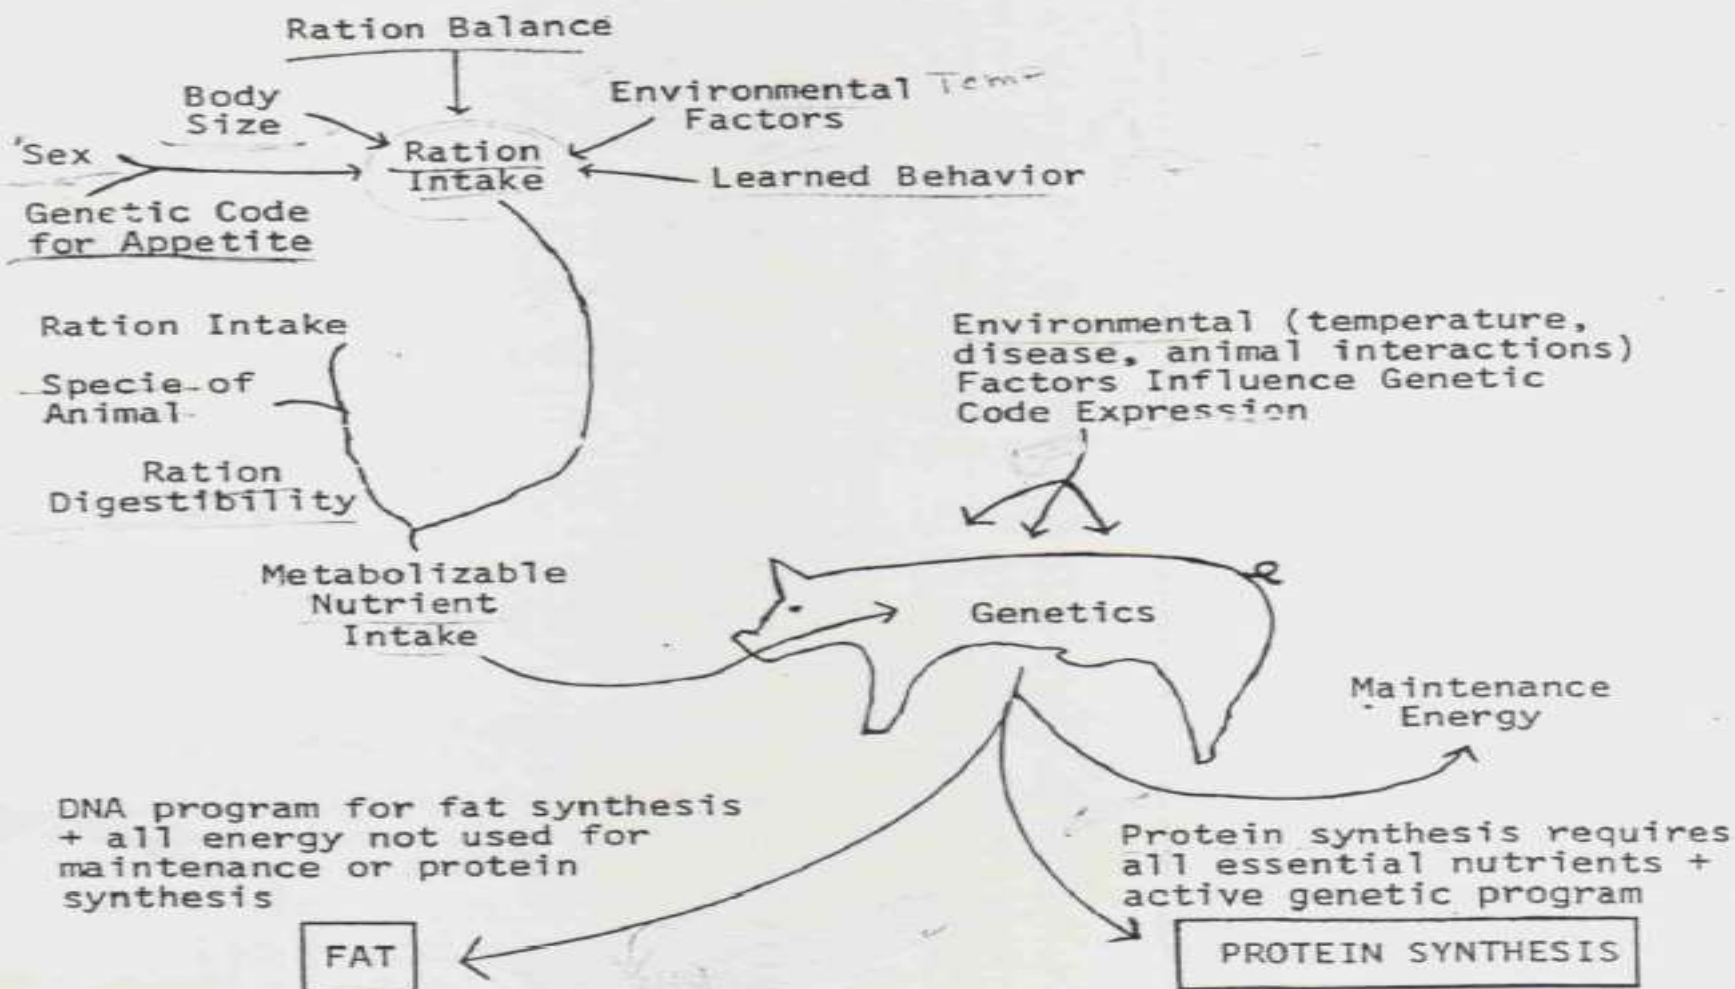 Ration Balance
Body
Size
Environmental Tem
Factors
Sex
Ration
Intake
Learned Behavior
Genetic Code
for Appetite
Ration Intake
Specie of
Animal
Ration
Digestibility
Environmental (temperature,
disease, animal interactions)
Factors Influence Genetic
Code Expression
Metabolizable
Nutrient
Intake
Genetics
Maintenance
Energy
DNA program for fat synthesis
+ all energy not used for
maintenance or protein
synthesis
FAT
Protein synthesis requires
all essential nutrients +
active genetic program
PROTEIN SYNTHESIS